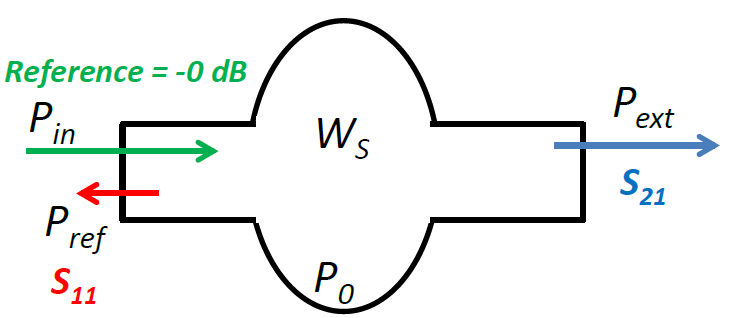 Reference = -0 dB
P_in
W_S
P_ext
S_21
P_ref
S_11
P_0